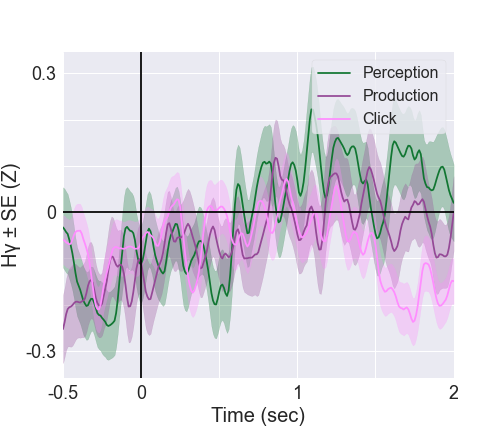 Perception
Production
Click
Hγ ± SE (Z)
0.3
0
-0.3
-0.5 0 1 2
Time (sec)